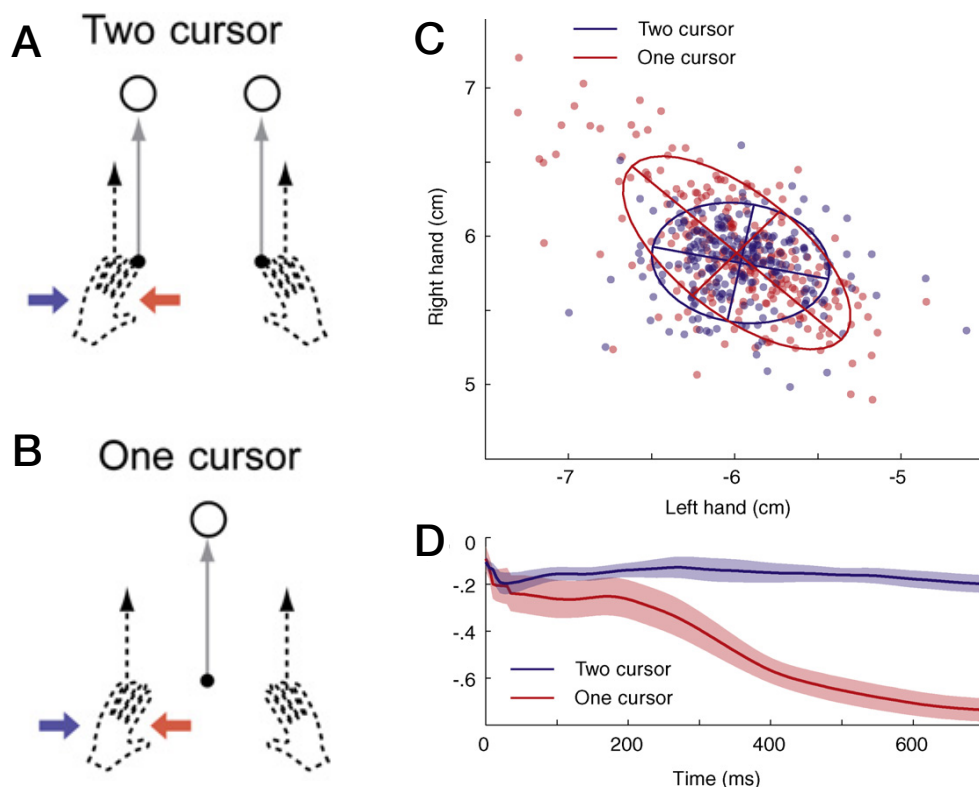 A
Two cursor
B
One cursor
C
Two cursor
One cursor
Right hand (cm)
7
6
5
-7
-6
-5
Left hand (cm)
D
0
-.2
-.4
-.6
Two cursor
One cursor
0
200
400
600
Time (ms)